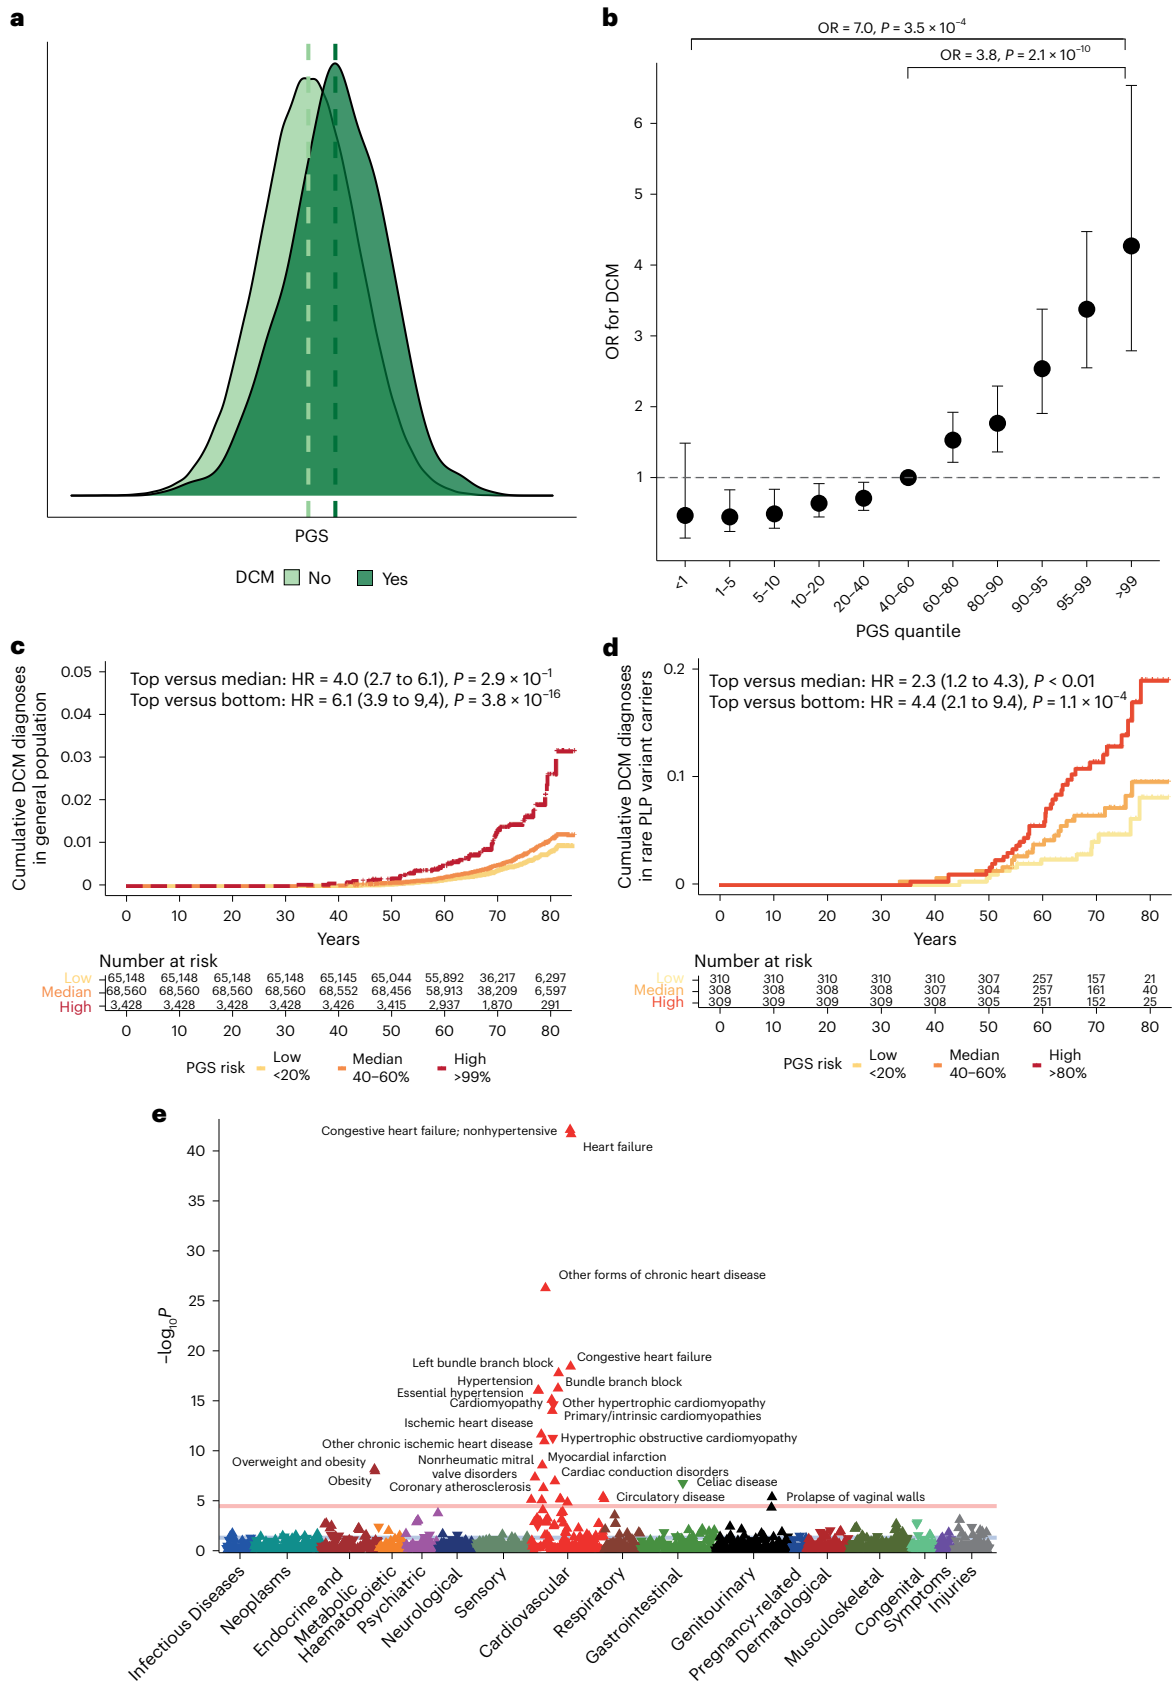 a
PGS
DCM No Yes
b
OR = 7.0, P = 3.5 × 10⁻⁴
OR = 3.8, P = 2.1 × 10⁻¹⁰
OR for DCM
6
5
4
3
2
1
<1 1–5 5–10 10–20 20–40 40–60 60–80 80–90 90–95 95–99 >99
PGS quantile
c
Cumulative DCM diagnoses
in general population
Top versus median: HR = 4.0 (2.7 to 6.1), P = 2.9 × 10⁻¹
Top versus bottom: HR = 6.1 (3.9 to 9,4), P = 3.8 × 10⁻¹⁶
0.05
0.04
0.03
0.02
0.01
0
0 10 20 30 40 50 60 70 80
Years
Number at risk
Low 65,148 65,148 65,148 65,148 65,145 65,044 55,892 36,217 6,297
Median 68,560 68,560 68,560 68,560 68,552 68,456 58,913 38,209 6,597
High 3,428 3,428 3,428 3,428 3,426 3,415 2,937 1,870 291
0 10 20 30 40 50 60 70 80
PGS risk Low <20% Median 40–60% High >99%
d
Cumulative DCM diagnoses
in rare PLP variant carriers
Top versus median: HR = 2.3 (1.2 to 4.3), P < 0.01
Top versus bottom: HR = 4.4 (2.1 to 9.4), P = 1.1 × 10⁻⁴
0.2
0.1
0
0 10 20 30 40 50 60 70 80
Years
Number at risk
Low 310 310 310 310 310 307 257 157 21
Median 308 308 308 308 307 304 257 161 40
High 309 309 309 309 308 305 251 152 25
0 10 20 30 40 50 60 70 80
PGS risk Low <20% Median 40–60% High >80%
e
–log₁₀P
40
35
30
25
20
15
10
5
0
Congestive heart failure; nonhypertensive
Heart failure
Other forms of chronic heart disease
Congestive heart failure
Left bundle branch block
Hypertension
Bundle branch block
Essential hypertension
Cardiomyopathy
Other hypertrophic cardiomyopathy
Primary/intrinsic cardiomyopathies
Ischemic heart disease
Hypertrophic obstructive cardiomyopathy
Other chronic ischemic heart disease
Myocardial infarction
Nonrheumatic mitral
valve disorders
Overweight and obesity
Obesity
Cardiac conduction disorders
Coronary atherosclerosis
Celiac disease
Circulatory disease
Prolapse of vaginal walls
Infectious Diseases
Neoplasms
Endocrine and
Metabolic
Haematopoietic
Psychiatric
Neurological
Sensory
Cardiovascular
Respiratory
Gastrointestinal
Genitourinary
Pregnancy-related
Dermatological
Musculoskeletal
Congenital
Symptoms
Injuries